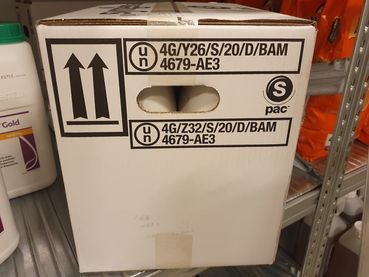 un 4G/Y26/S/20/D/BAM
4679-AE3
S
pac
un 4G/Z32/S/20/D/BAM
4679-AE3
Gold